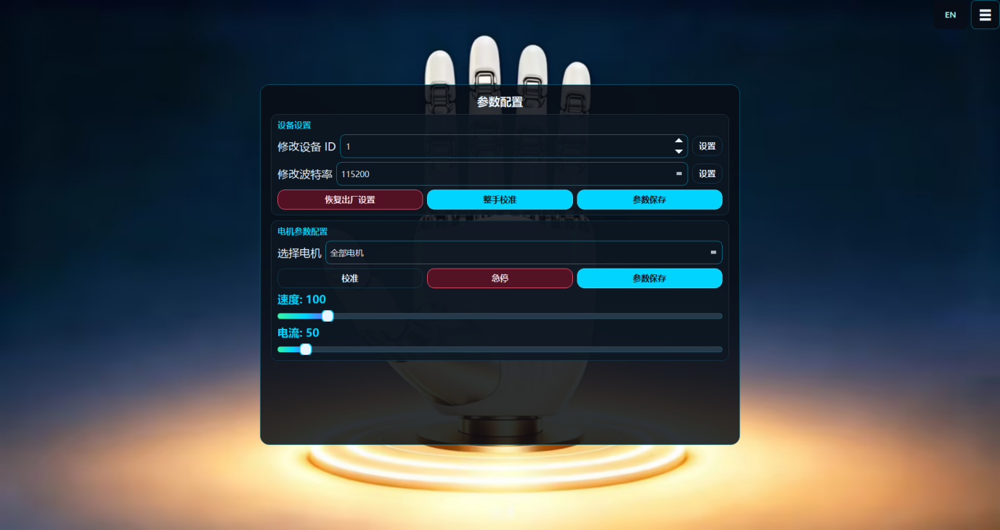 EN
参数配置
设备设置
修改设备 ID 1 设置
修改波特率 115200 设置
恢复出厂设置 整手校准 参数保存
电机参数配置
选择电机 全部电机
校准 急停 参数保存
速度: 100
电流: 50